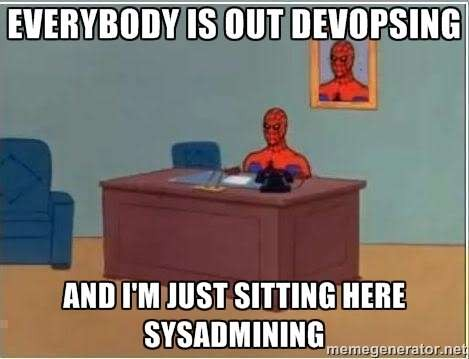 EVERYBODY IS OUT DEVOPSING
AND I'M JUST SITTING HERE
SYSADMINING
memegenerator.net